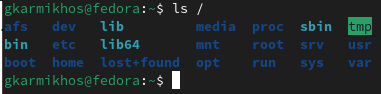 gkarmikhos@fedora:~$ ls /
afs dev lib media proc sbin tmp
bin etc lib64 mnt root srv usr
boot home lost+found opt run sys var
gkarmikhos@fedora:~$